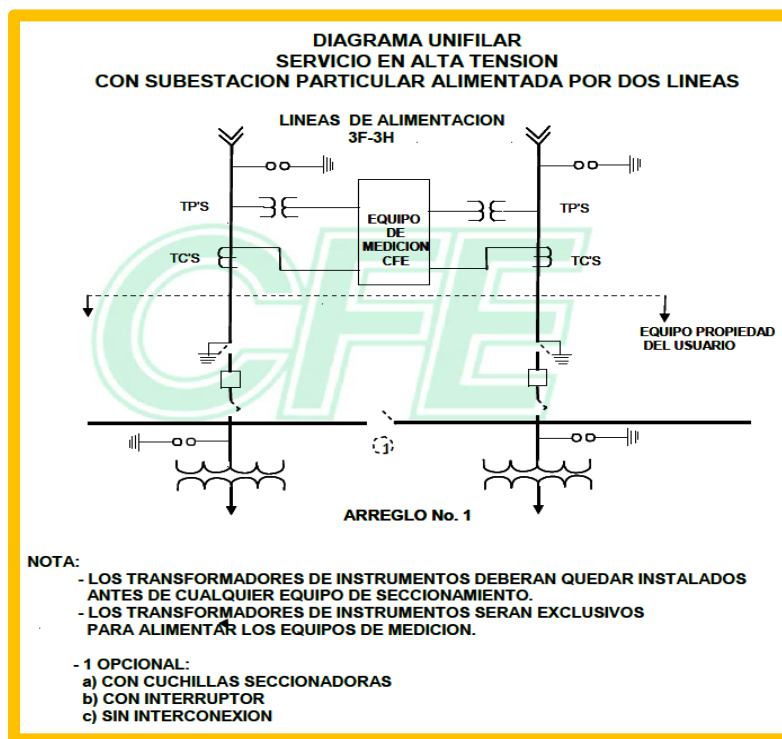 DIAGRAMA UNIFILAR
SERVICIO EN ALTA TENSION
CON SUBESTACION PARTICULAR ALIMENTADA POR DOS LINEAS
LINEAS DE ALIMENTACION
3F-3H
TP'S
EQUIPO
DE
MEDICION
CFE
TP'S
TC'S
TC'S
CFE
EQUIPO PROPIEDAD
DEL USUARIO
1
ARREGLO No. 1
NOTA:
- LOS TRANSFORMADORES DE INSTRUMENTOS DEBERAN QUEDAR INSTALADOS
ANTES DE CUALQUIER EQUIPO DE SECCIONAMIENTO.
- LOS TRANSFORMADORES DE INSTRUMENTOS SERAN EXCLUSIVOS
PARA ALIMENTAR LOS EQUIPOS DE MEDICION.
- 1 OPCIONAL:
a) CON CUCHILLAS SECCIONADORAS
b) CON INTERRUPTOR
c) SIN INTERCONEXION